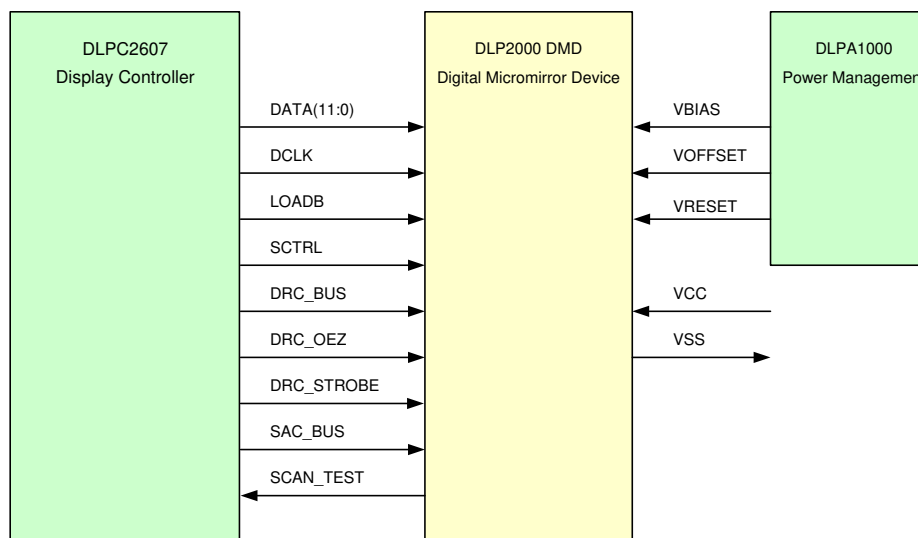 DLPC2607
Display Controller
DATA(11:0)
DCLK
LOADB
SCTRL
DRC_BUS
DRC_OEZ
DRC_STROBE
SAC_BUS
SCAN_TEST
DLP2000 DMD
Digital Micromirror Device
VBIAS
VOFFSET
VRESET
VCC
VSS
DLPA1000
Power Managemen